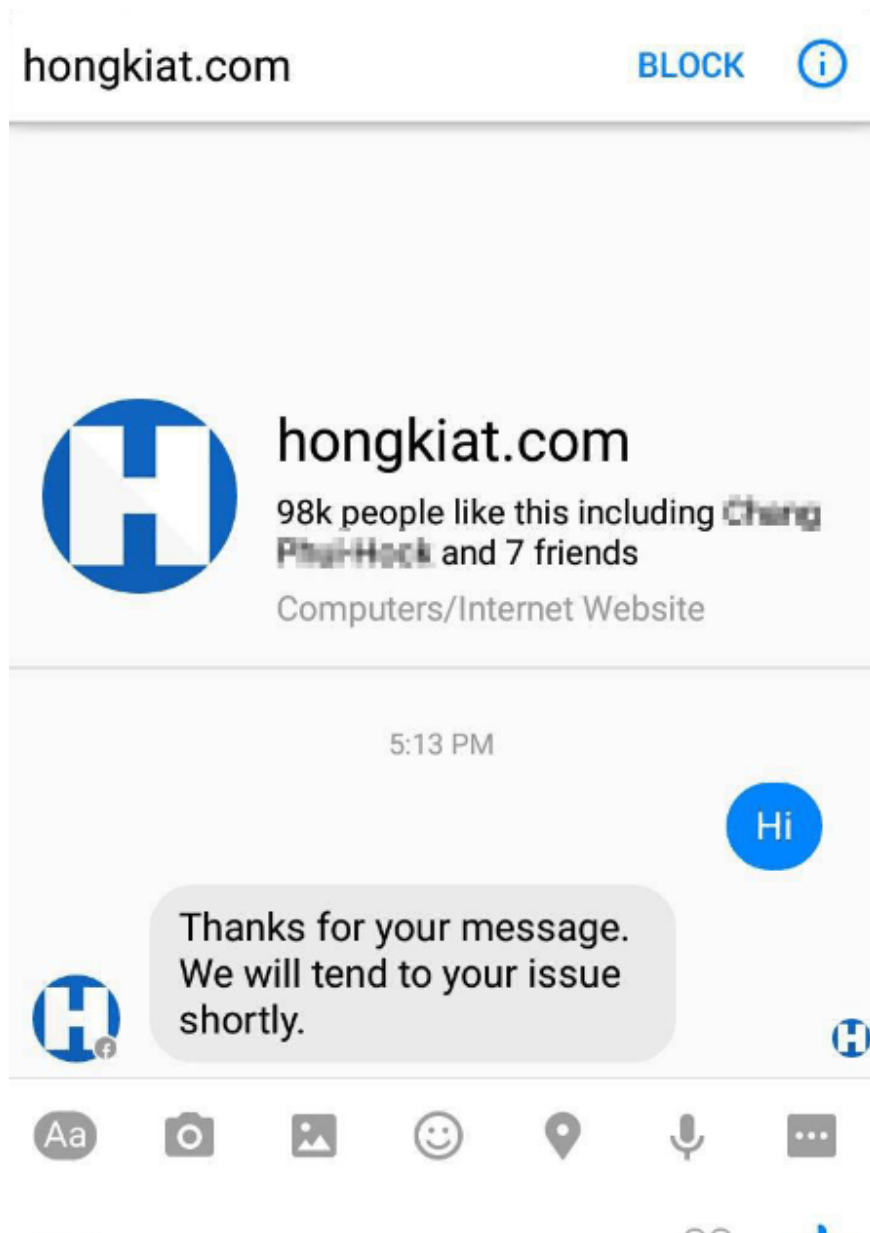 hongkiat.com BLOCK
hongkiat.com
98k people like this including
and 7 friends
Computers/Internet Website
5:13 PM
Hi
Thanks for your message.
We will tend to your issue
shortly.
Aa